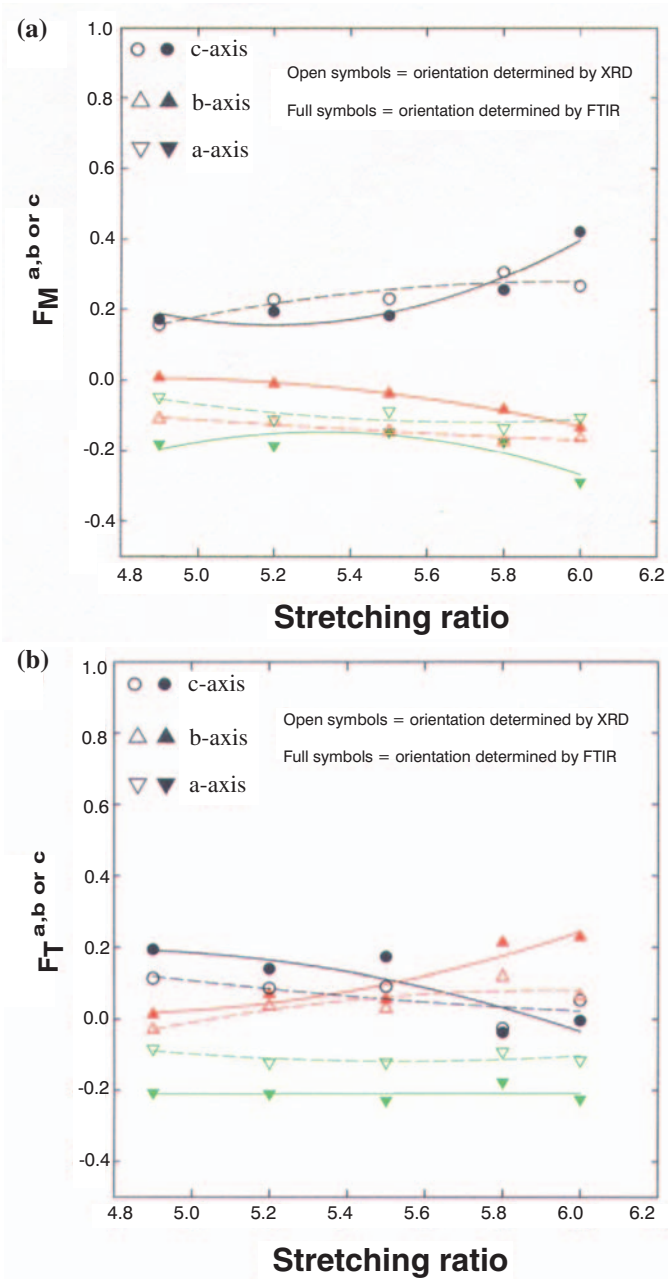 (a)
1.0
c-axis
Open symbols = orientation determined by XRD
0.8
b-axis
Full symbols = orientation determined by FTIR
0.6
a-axis
0.4
0.2
0.0
-0.2
-0.4
FM a,b or c
4.8 5.0 5.2 5.4 5.6 5.8 6.0 6.2
Stretching ratio
(b)
1.0
c-axis
Open symbols = orientation determined by XRD
0.8
b-axis
Full symbols = orientation determined by FTIR
a-axis
0.6
0.4
0.2
0.0
-0.2
-0.4
FT a,b or c
4.8 5.0 5.2 5.4 5.6 5.8 6.0 6.2
Stretching ratio